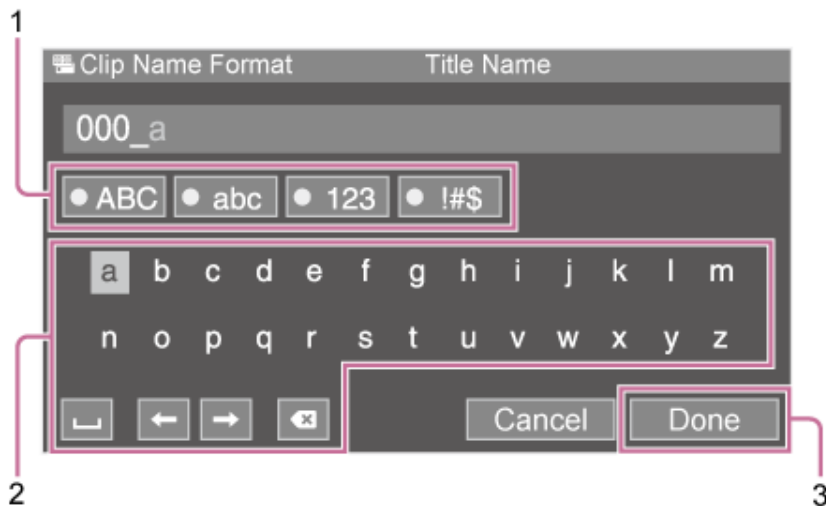 1
Clip Name Format Title Name
000_a
ABC abc 123 !#$
a b c d e f g h i j k l m
n o p q r s t u v w x y z
Cancel Done
2 3